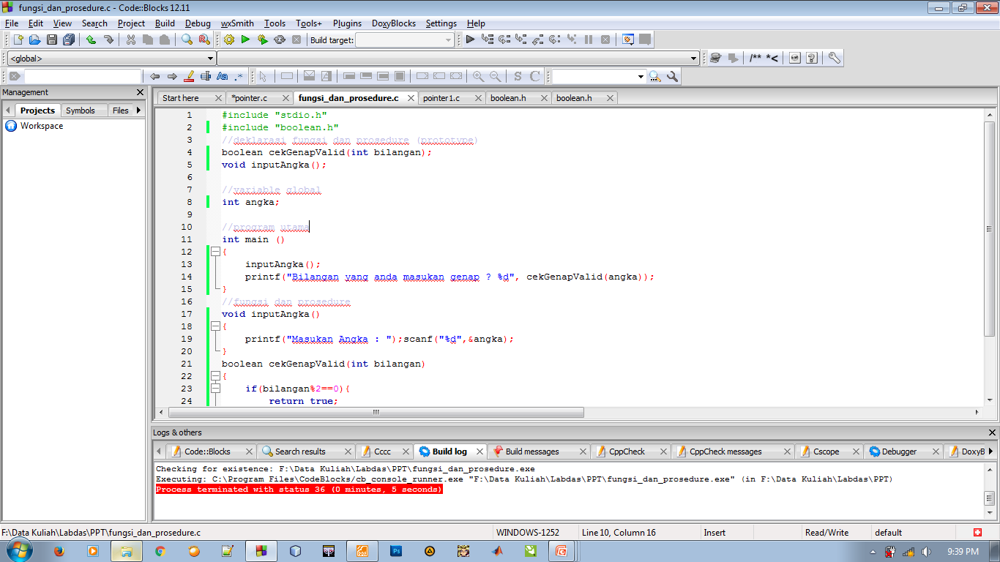 fungsi_dan_prosedure.c - Code::Blocks 12.11
File Edit View Search Project Build Debug wxSmith Tools Tools+ Plugins DoxyBlocks Settings Help
Build target:
<global>
/** *<
Aa .*
S C
Management
Start here *pointer.c fungsi_dan_prosedure.c pointer1.c boolean.h boolean.h
Projects Symbols Files
Workspace
1 #include "stdio.h"
2 #include "boolean.h"
3 //deklarasi fungsi dan prosedure (prototype)
4 boolean cekGenapValid(int bilangan);
5 void inputAngka();
6
7 //variable global
8 int angka;
9
10 //program utama
11 int main ()
12 {
13 inputAngka();
14 printf("Bilangan yang anda masukan genap ? %d", cekGenapValid(angka));
15 }
16 //fungsi dan prosedure
17 void inputAngka()
18 {
19 printf("Masukan Angka : ");scanf("%d",&angka);
20 }
21 boolean cekGenapValid(int bilangan)
22 {
23 if(bilangan%2==0){
24 return true;
Logs & others
Code::Blocks Search results Cccc Build log Build messages CppCheck CppCheck messages Cscope Debugger DoxyB
Checking for existence: F:\Data Kuliah\Labdas\PPT\fungsi_dan_prosedure.exe
Executing: C:\Program Files\CodeBlocks/cb_console_runner.exe "F:\Data Kuliah\Labdas\PPT\fungsi_dan_prosedure.exe" (in F:\Data Kuliah\Labdas\PPT)
Process terminated with status 36 (0 minutes, 5 seconds)
F:\Data Kuliah\Labdas\PPT\fungsi_dan_prosedure.c WINDOWS-1252 Line 10, Column 16 Insert Read/Write default
9:39 PM